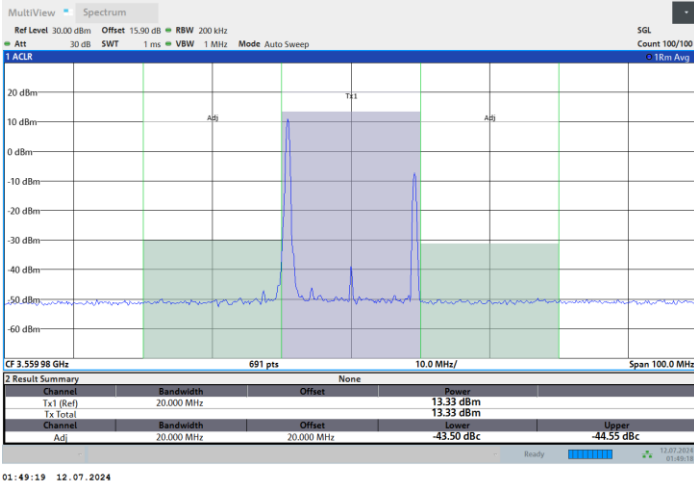 MultiView Spectrum
Ref Level 30.00 dBm Offset 15.90 dB RBW 200 kHz SGL
Att 30 dB SWT 1 ms VBW 1 MHz Mode Auto Sweep Count 100/100
1 ACLR 1Rm Avg
20 dBm
Tx1
10 dBm Adj Adj
0 dBm
-10 dBm
-20 dBm
-30 dBm
-40 dBm
-50 dBm
-60 dBm
CF 3.55998 GHz 691 pts 10.0 MHz/ Span 100.0 MHz
2 Result Summary None
Channel Bandwidth Offset Power
Tx1 (Ref) 20.000 MHz 13.33 dBm
Tx Total 13.33 dBm
Channel Bandwidth Offset Lower Upper
Adj 20.000 MHz 20.000 MHz -43.50 dBc -44.55 dBc
Ready 12.07.2024
01:49:18
01:49:19 12.07.2024